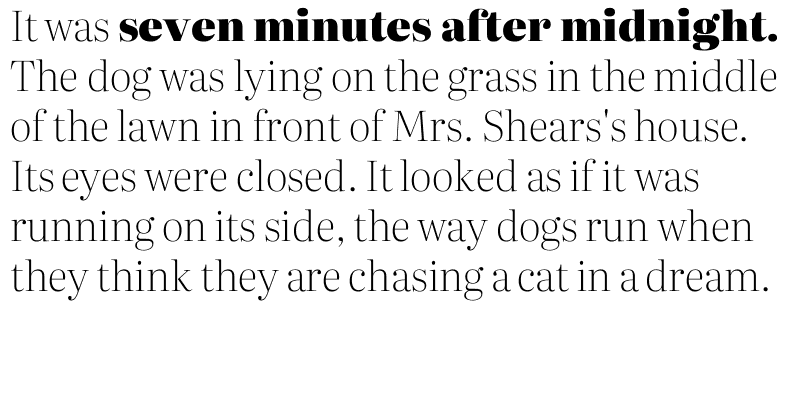 It was seven minutes after midnight.
The dog was lying on the grass in the middle
of the lawn in front of Mrs. Shears's house.
Its eyes were closed. It looked as if it was
running on its side, the way dogs run when
they think they are chasing a cat in a dream.